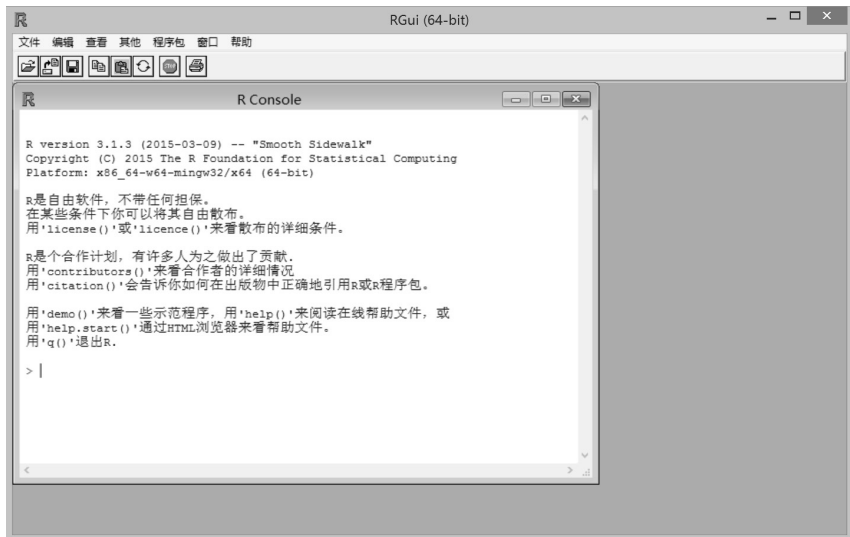 RGui (64-bit)
文件 编辑 查看 其他 程序包 窗口 帮助
R Console
R version 3.1.3 (2015-03-09) -- "Smooth Sidewalk"
Copyright (C) 2015 The R Foundation for Statistical Computing
Platform: x86_64-w64-mingw32/x64 (64-bit)
R是自由软件，不带任何担保。
在某些条件下你可以将其自由散布。
用'license()'或'licence()'来看散布的详细条件。
R是个合作计划，有许多人为之做出了贡献.
用'contributors()'来看合作者的详细情况
用'citation()'会告诉你如何在出版物中正确地引用R或R程序包。
用'demo()'来看一些示范程序，用'help()'来阅读在线帮助文件，或
用'help.start()'通过HTML浏览器来看帮助文件。
用'q()'退出R.
>